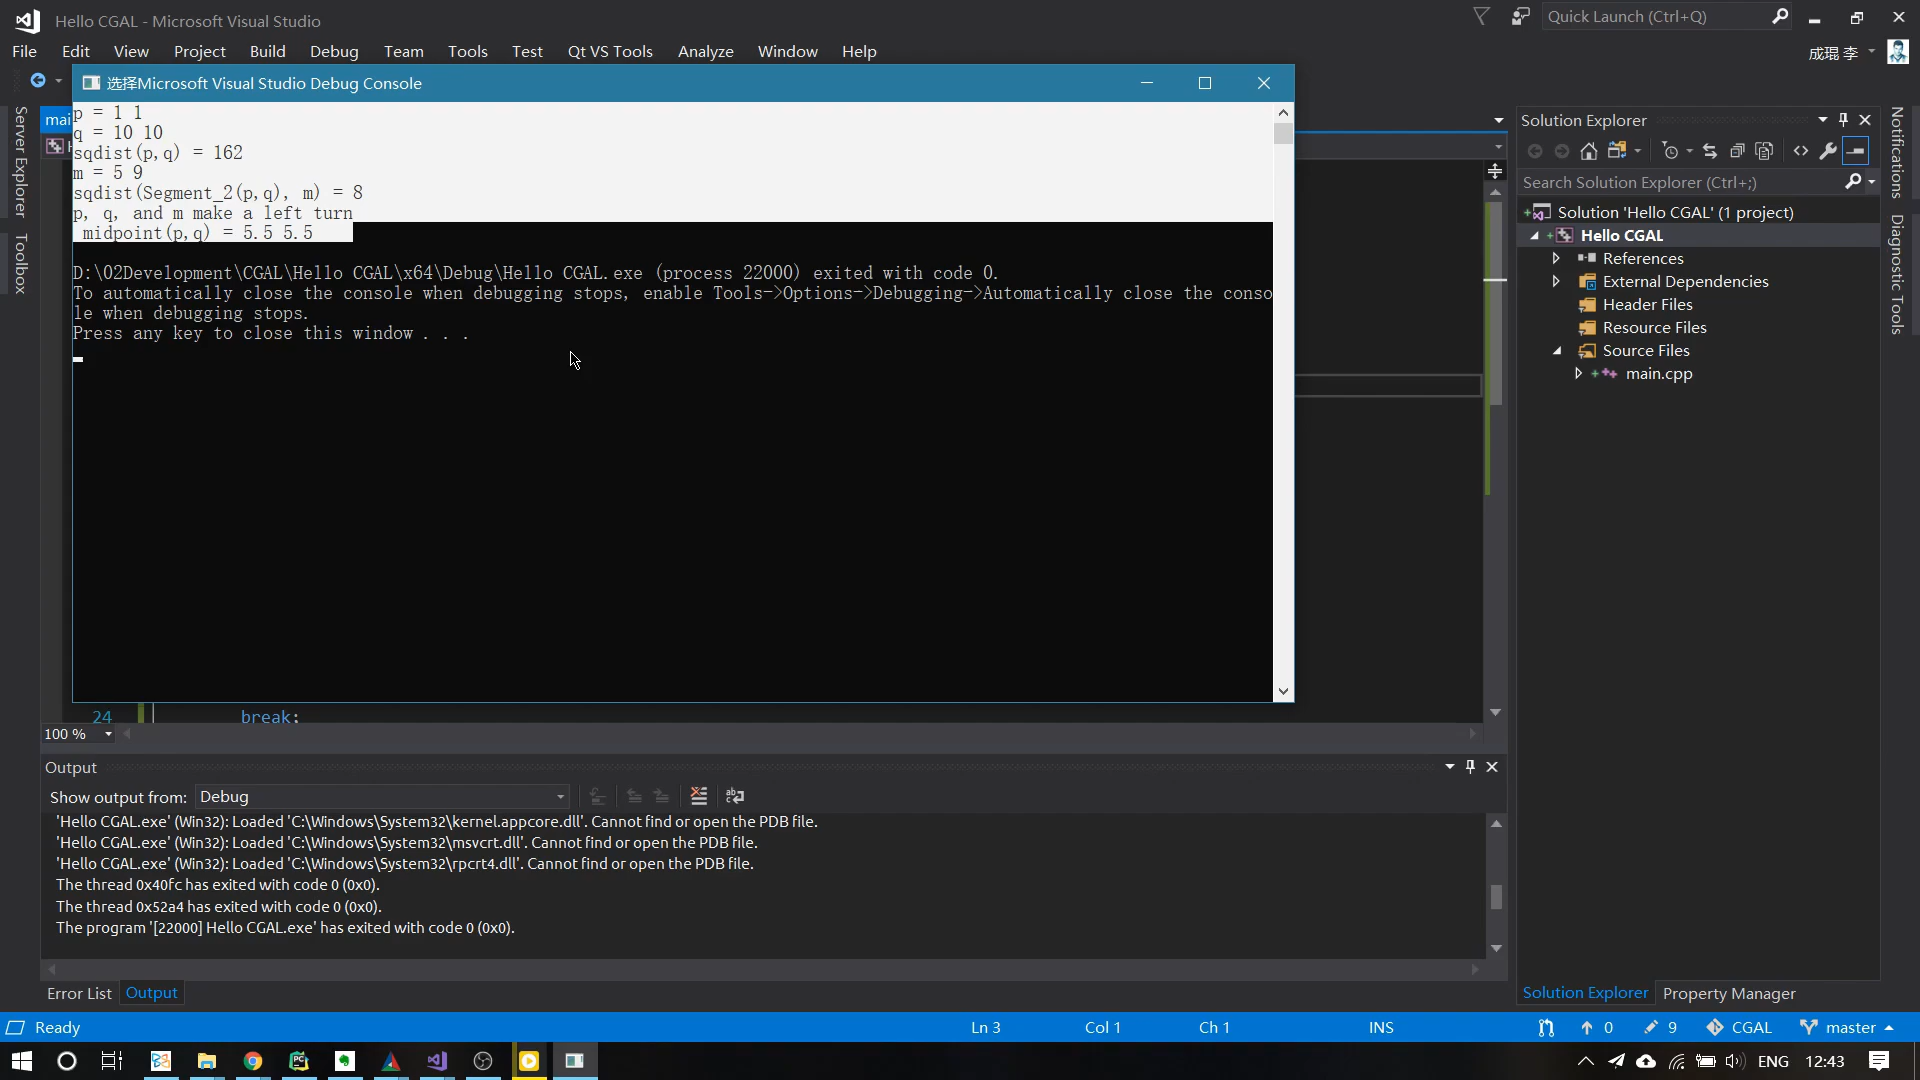 Hello CGAL - Microsoft Visual Studio
Quick Launch (Ctrl+Q)
File Edit View Project Build Debug Team Tools Test Qt VS Tools Analyze Window Help
成琨 李
选择Microsoft Visual Studio Debug Console
p = 1 1
q = 10 10
sqdist(p,q) = 162
m = 5 9
sqdist(Segment_2(p,q), m) = 8
p, q, and m make a left turn
midpoint(p,q) = 5.5 5.5
D:\02Development\CGAL\Hello CGAL\x64\Debug\Hello CGAL.exe (process 22000) exited with code 0.
To automatically close the console when debugging stops, enable Tools->Options->Debugging->Automatically close the conso
le when debugging stops.
Press any key to close this window . . .
Server Explorer
Toolbox
24 break;
100 %
Output
Show output from: Debug
'Hello CGAL.exe' (Win32): Loaded 'C:\Windows\System32\kernel.appcore.dll'. Cannot find or open the PDB file.
'Hello CGAL.exe' (Win32): Loaded 'C:\Windows\System32\msvcrt.dll'. Cannot find or open the PDB file.
'Hello CGAL.exe' (Win32): Loaded 'C:\Windows\System32\rpcrt4.dll'. Cannot find or open the PDB file.
The thread 0x40fc has exited with code 0 (0x0).
The thread 0x52a4 has exited with code 0 (0x0).
The program '[22000] Hello CGAL.exe' has exited with code 0 (0x0).
Error List Output
Solution Explorer
Search Solution Explorer (Ctrl+;)
Solution 'Hello CGAL' (1 project)
Hello CGAL
References
External Dependencies
Header Files
Resource Files
Source Files
main.cpp
Solution Explorer Property Manager
Notifications
Diagnostic Tools
Ready Ln 3 Col 1 Ch 1 INS 0 9 CGAL master
ENG 12:43